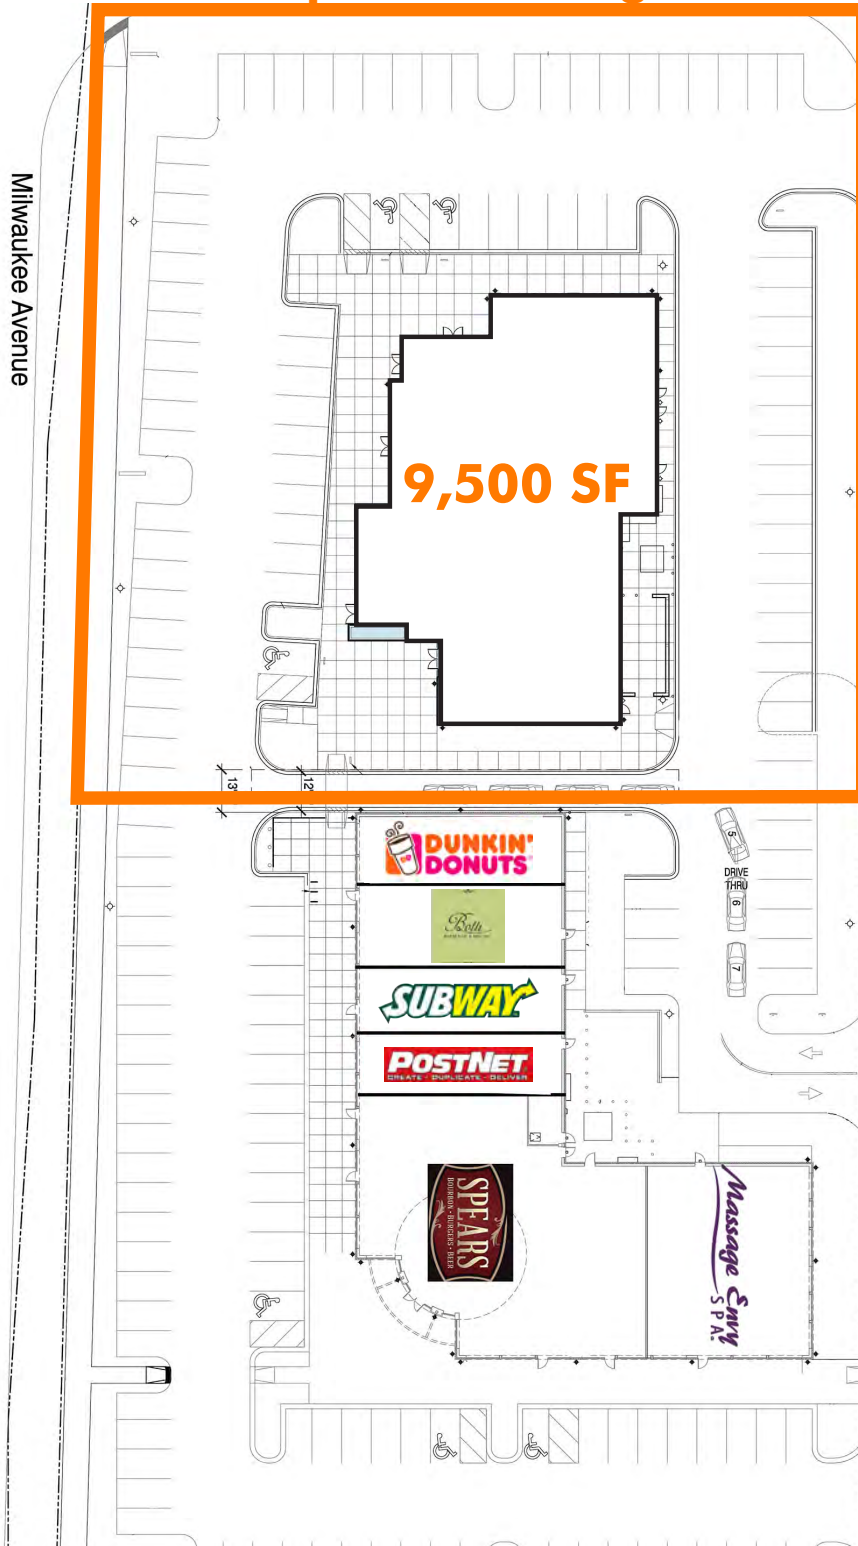 Milwaukee Avenue
9,500 SF
13'
12'
DUNKIN'
DONUTS
Both
SUBWAY
POSTNET
CREATE - DUPLICATE - DELIVER
5
DRIVE
THRU
6
7
SPEARS
BOURBON - BURGERS - BEER
Massage Envy
SPA